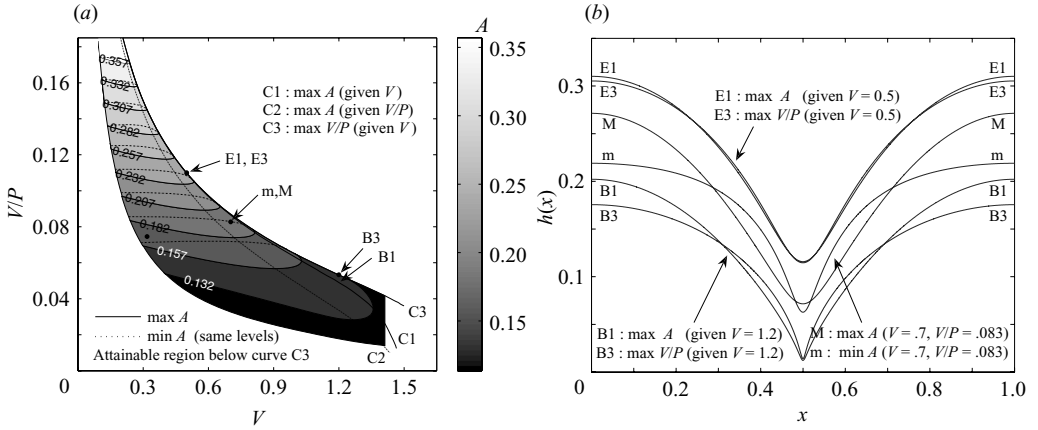 (a)
A
V/P
0.16
0.12
0.08
0.04
0
0.3
0.6
0.9
1.2
1.5
V
0.357
0.332
0.307
0.282
0.257
0.232
0.207
0.182
0.157
0.132
C1 : max A (given V)
C2 : max A (given V/P)
C3 : max V/P (given V)
E1, E3
m,M
B3
B1
C3
C1
C2
max A
min A (same levels)
Attainable region below curve C3
0.35
0.30
0.25
0.20
0.15
(b)
h(x)
0.3
0.2
0.1
0
0.2
0.4
0.6
0.8
1.0
x
E1
E3
M
m
B1
B3
E1
E3
M
m
B1
B3
E1 : max A (given V = 0.5)
E3 : max V/P (given V = 0.5)
B1 : max A (given V = 1.2)
B3 : max V/P (given V = 1.2)
M : max A (V = .7, V/P = .083)
m : min A (V = .7, V/P = .083)